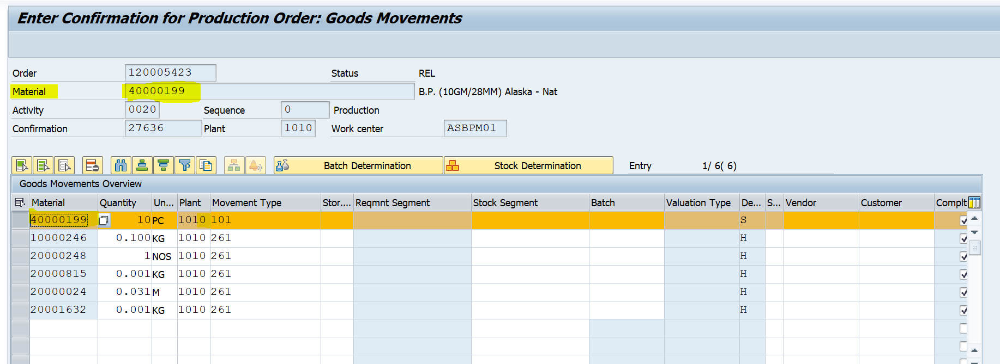 Enter Confirmation for Production Order: Goods Movements
Order 120005423 Status REL
Material 40000199 B.P. (10GM/28MM) Alaska - Nat
Activity 0020 Sequence 0 Production
Confirmation 27636 Plant 1010 Work center ASBPM01
Batch Determination Stock Determination Entry 1/ 6( 6)
Goods Movements Overview
Material Quantity Un... Plant Movement Type Stor.... Reqmnt Segment Stock Segment Batch Valuation Type De... S... Vendor Customer Complt
40000199 10 PC 1010 101 S
10000246 0.100 KG 1010 261 H
20000248 1 NOS 1010 261 H
20000815 0.001 KG 1010 261 H
20000024 0.031 M 1010 261 H
20001632 0.001 KG 1010 261 H